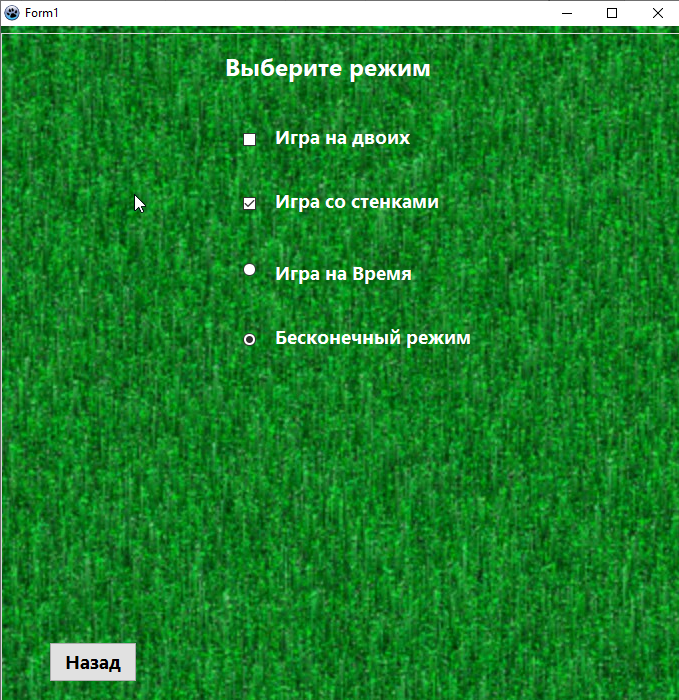 Form1
Выберите режим
Игра на двоих
Игра со стенками
Игра на Время
Бесконечный режим
Назад